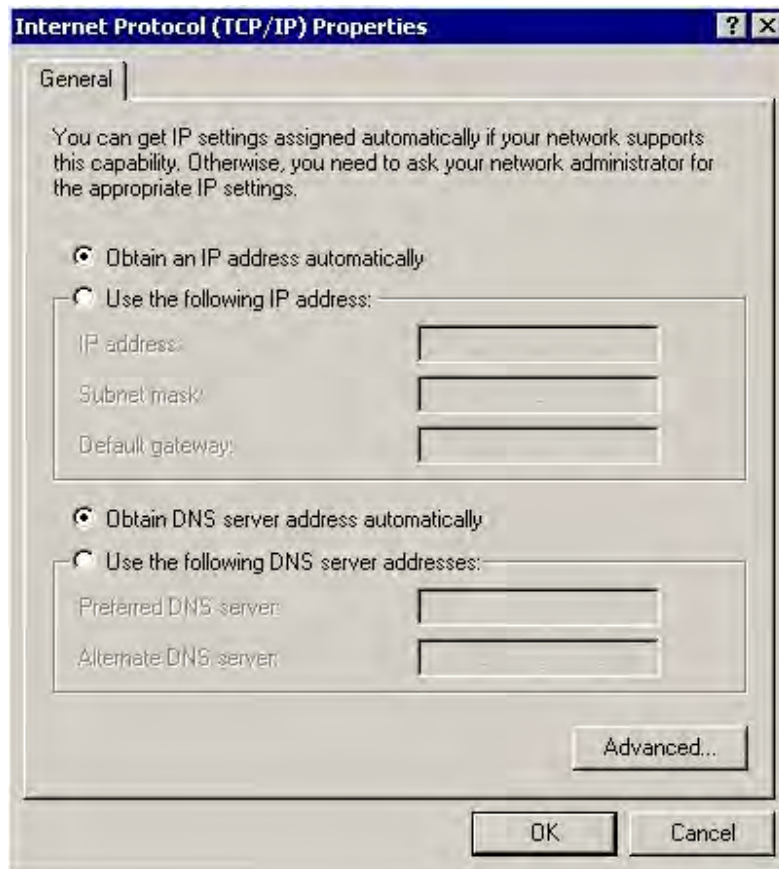 Internet Protocol (TCP/IP) Properties
General
You can get IP settings assigned automatically if your network supports
this capability. Otherwise, you need to ask your network administrator for
the appropriate IP settings.
Obtain an IP address automatically
Use the following IP address:
IP address:
Subnet mask:
Default gateway:
Obtain DNS server address automatically
Use the following DNS server addresses:
Preferred DNS server:
Alternate DNS server:
Advanced...
OK
Cancel